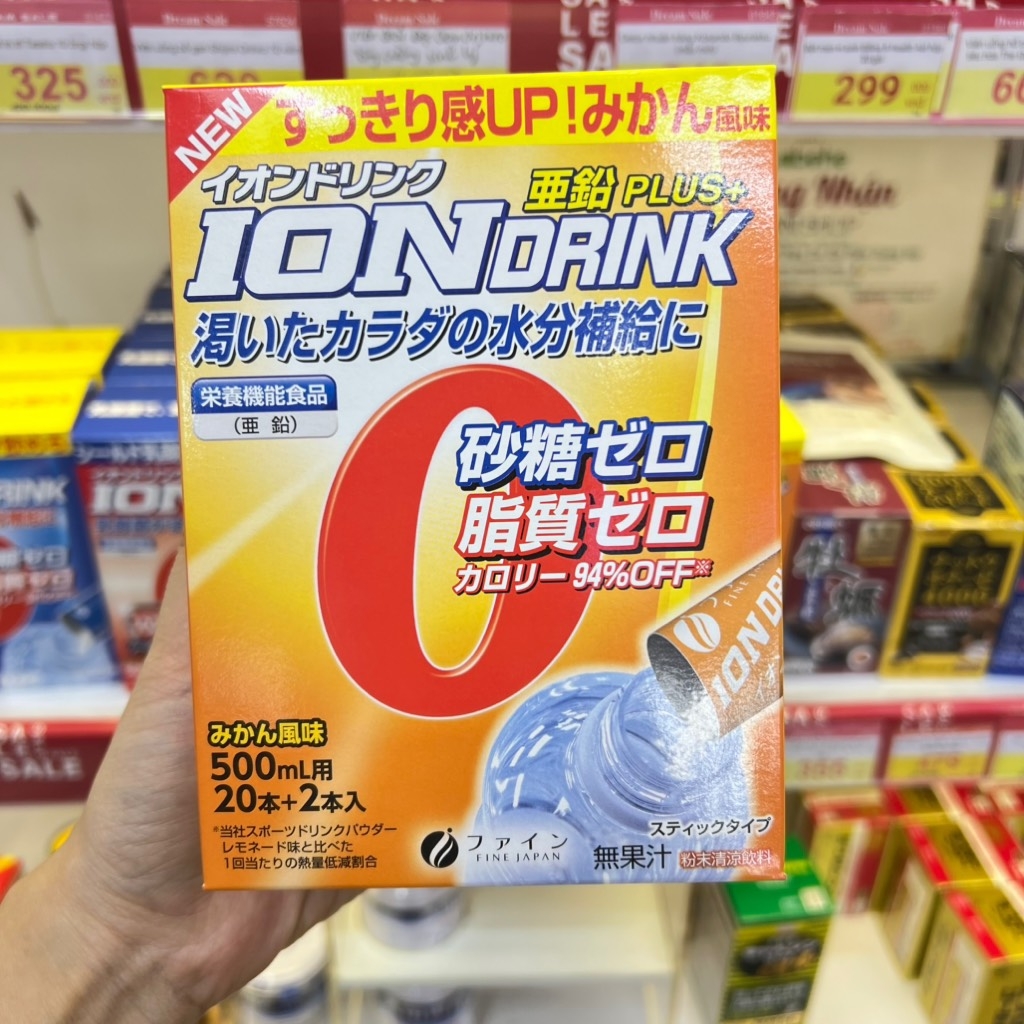 325
Dream Sale
299
NEW
すっきり感UP!みかん風味
イオンドリンク
亜鉛 PLUS+
ION DRINK
渇いたカラダの水分補給に
栄養機能食品
(亜鉛)
0
砂糖ゼロ
脂質ゼロ
カロリー94%OFF※
みかん風味
500mL用
20本+2本入
※当社スポーツドリンクパウダー
レモネード味と比べた
1回当たりの熱量低減割合
ファイン
FINE JAPAN
スティックタイプ
無果汁 粉末清涼飲料
FINE
ION DR
DRINK
ION
SALE